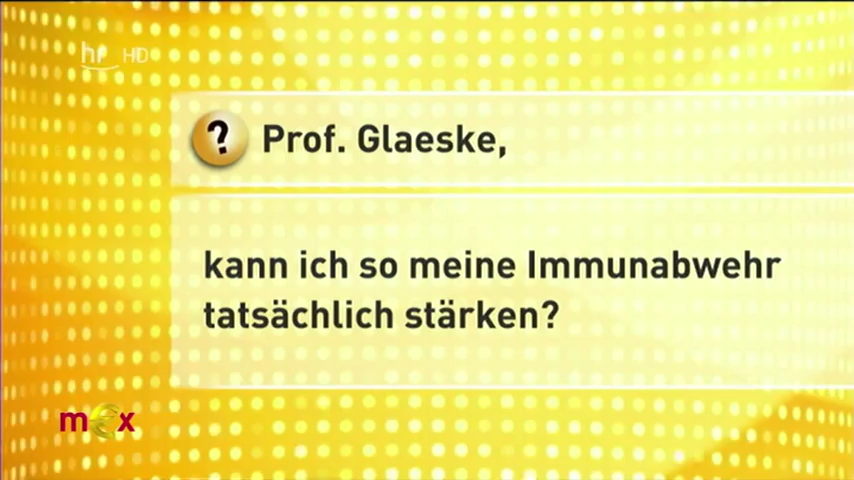 hr HD
? Prof. Glaeske,
kann ich so meine Immunabwehr
tatsächlich stärken?
mex